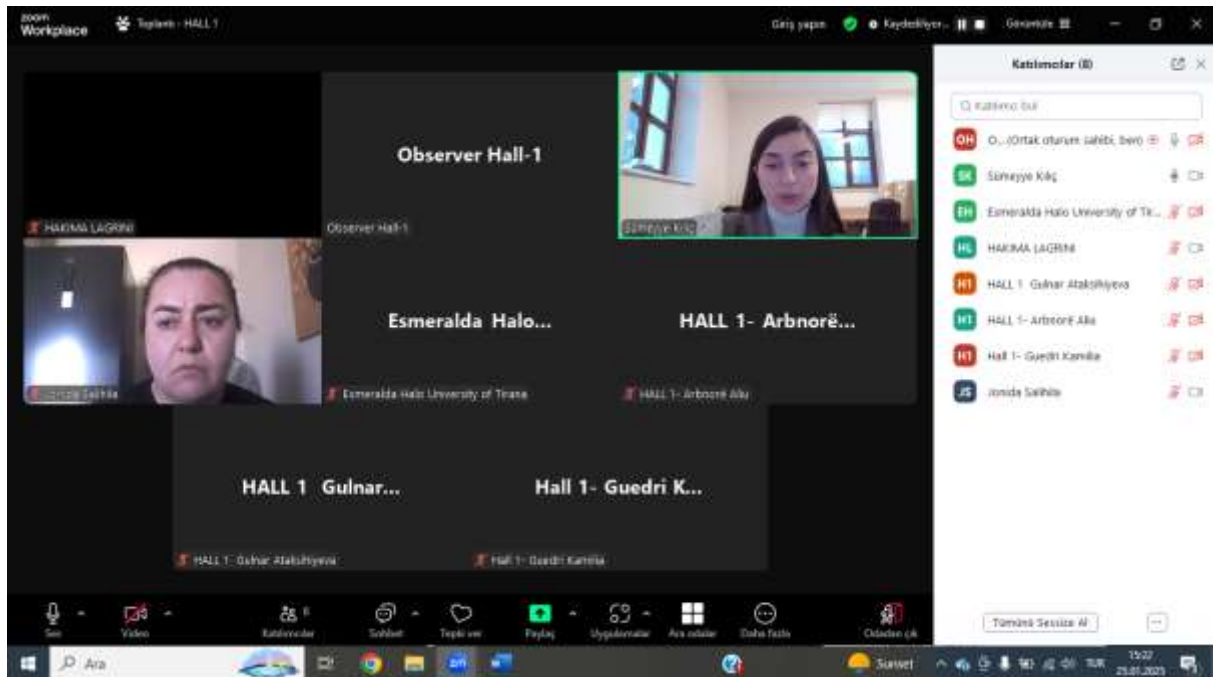 zoom
Workplace
Toplantı - HALL 1
Giriş yapın
Kaydediliyor...
Görüntüle
HAKIMA LAGRINI
Observer Hall-1
Observer Hall-1
Sümeyye Kılıç
Jonida Salihila
Esmeralda Halo...
Esmeralda Halo University of Tirana
HALL 1- Arbnorë...
HALL 1- Arbnorë Aliu
HALL 1 Gulnar...
HALL 1 Gulnar Ataksihiyeva
Hall 1- Guedri K...
Hall 1- Guedri Kamilia
Katılımcılar (8)
Katılımcı bul
O... (Ortak oturum sahibi, ben)
Sümeyye Kılıç
Esmeralda Halo University of Tir...
HAKIMA LAGRINI
HALL 1 Gulnar Ataksihiyeva
HALL 1- Arbnorë Aliu
Hall 1- Guedri Kamilia
Jonida Salihila
Tümünü Sessize Al
Ses
Video
Katılımcılar
8
Sohbet
Tepki ver
Paylaş
Uygulamalar
Ara odalar
Daha fazla
Odadan çık
Ara
Sunset
TUR
15:27
25.01.2025